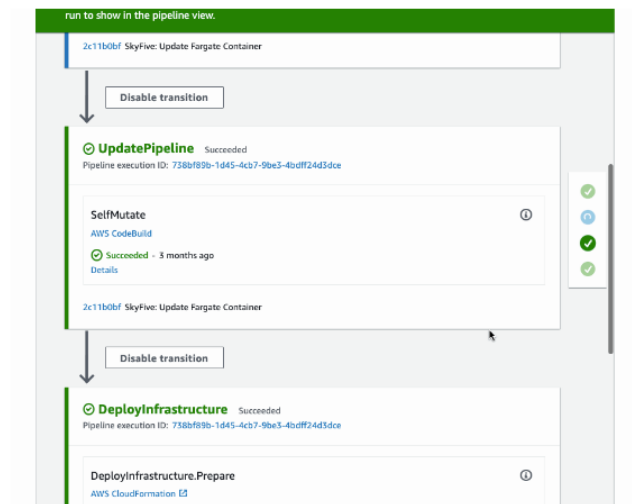 run to show in the pipeline view.
2c11b0bf SkyFive: Update Fargate Container
Disable transition
UpdatePipeline Succeeded
Pipeline execution ID: 738bf89b-1d45-4cb7-9be3-4bdff24d3dce
SelfMutate
AWS CodeBuild
Succeeded - 3 months ago
Details
2c11b0bf SkyFive: Update Fargate Container
Disable transition
DeployInfrastructure Succeeded
Pipeline execution ID: 738bf89b-1d45-4cb7-9be3-4bdff24d3dce
DeployInfrastructure.Prepare
AWS CloudFormation